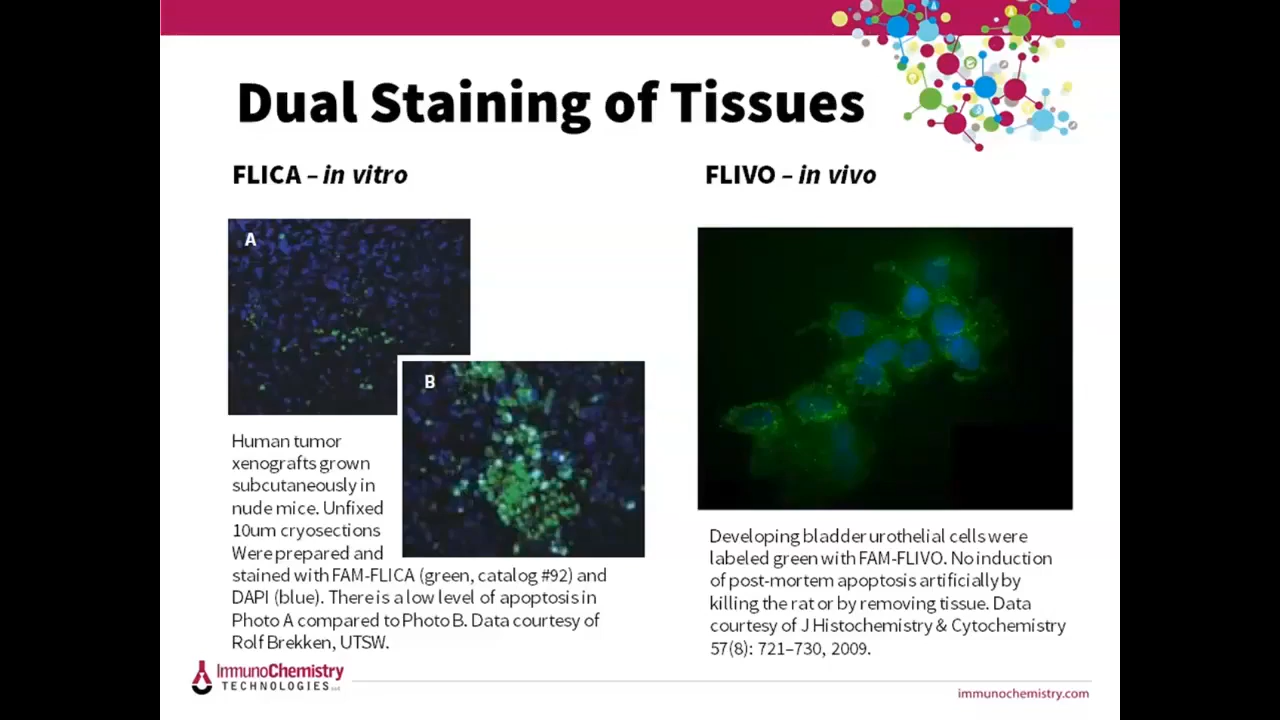 Dual Staining of Tissues
FLICA – in vitro
A
B
Human tumor
xenografts grown
subcutaneously in
nude mice. Unfixed
10um cryosections
Were prepared and
stained with FAM-FLICA (green, catalog #92) and
DAPI (blue). There is a low level of apoptosis in
Photo A compared to Photo B. Data courtesy of
Rolf Brekken, UTSW.
FLIVO – in vivo
Developing bladder urothelial cells were
labeled green with FAM-FLIVO. No induction
of post-mortem apoptosis artificially by
killing the rat or by removing tissue. Data
courtesy of J Histochemistry & Cytochemistry
57(8): 721–730, 2009.
ImmunoChemistry
TECHNOLOGIES
immunochemistry.com